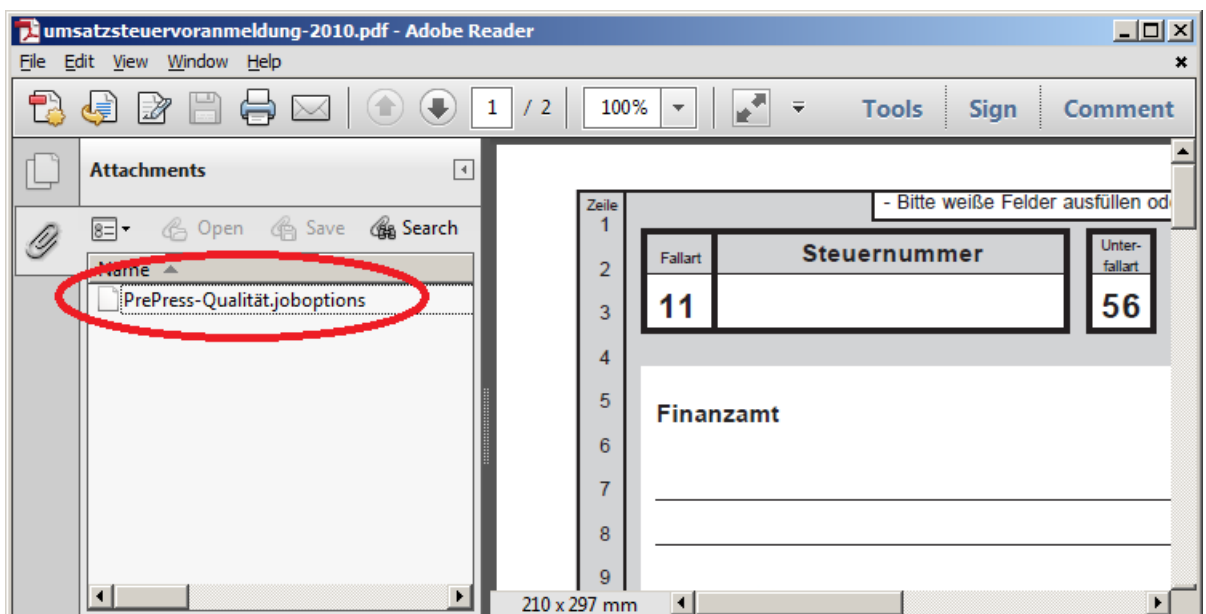 umsatzsteuervoranmeldung-2010.pdf - Adobe Reader
File Edit View Window Help
1 / 2 100% Tools Sign Comment
Attachments
Open Save Search
Name
PrePress-Qualität.joboptions
Zeile
- Bitte weiße Felder ausfüllen od
1
Fallart Steuernummer Unter-
fallart
2
11 56
3
4
5
Finanzamt
6
7
8
9
210 x 297 mm